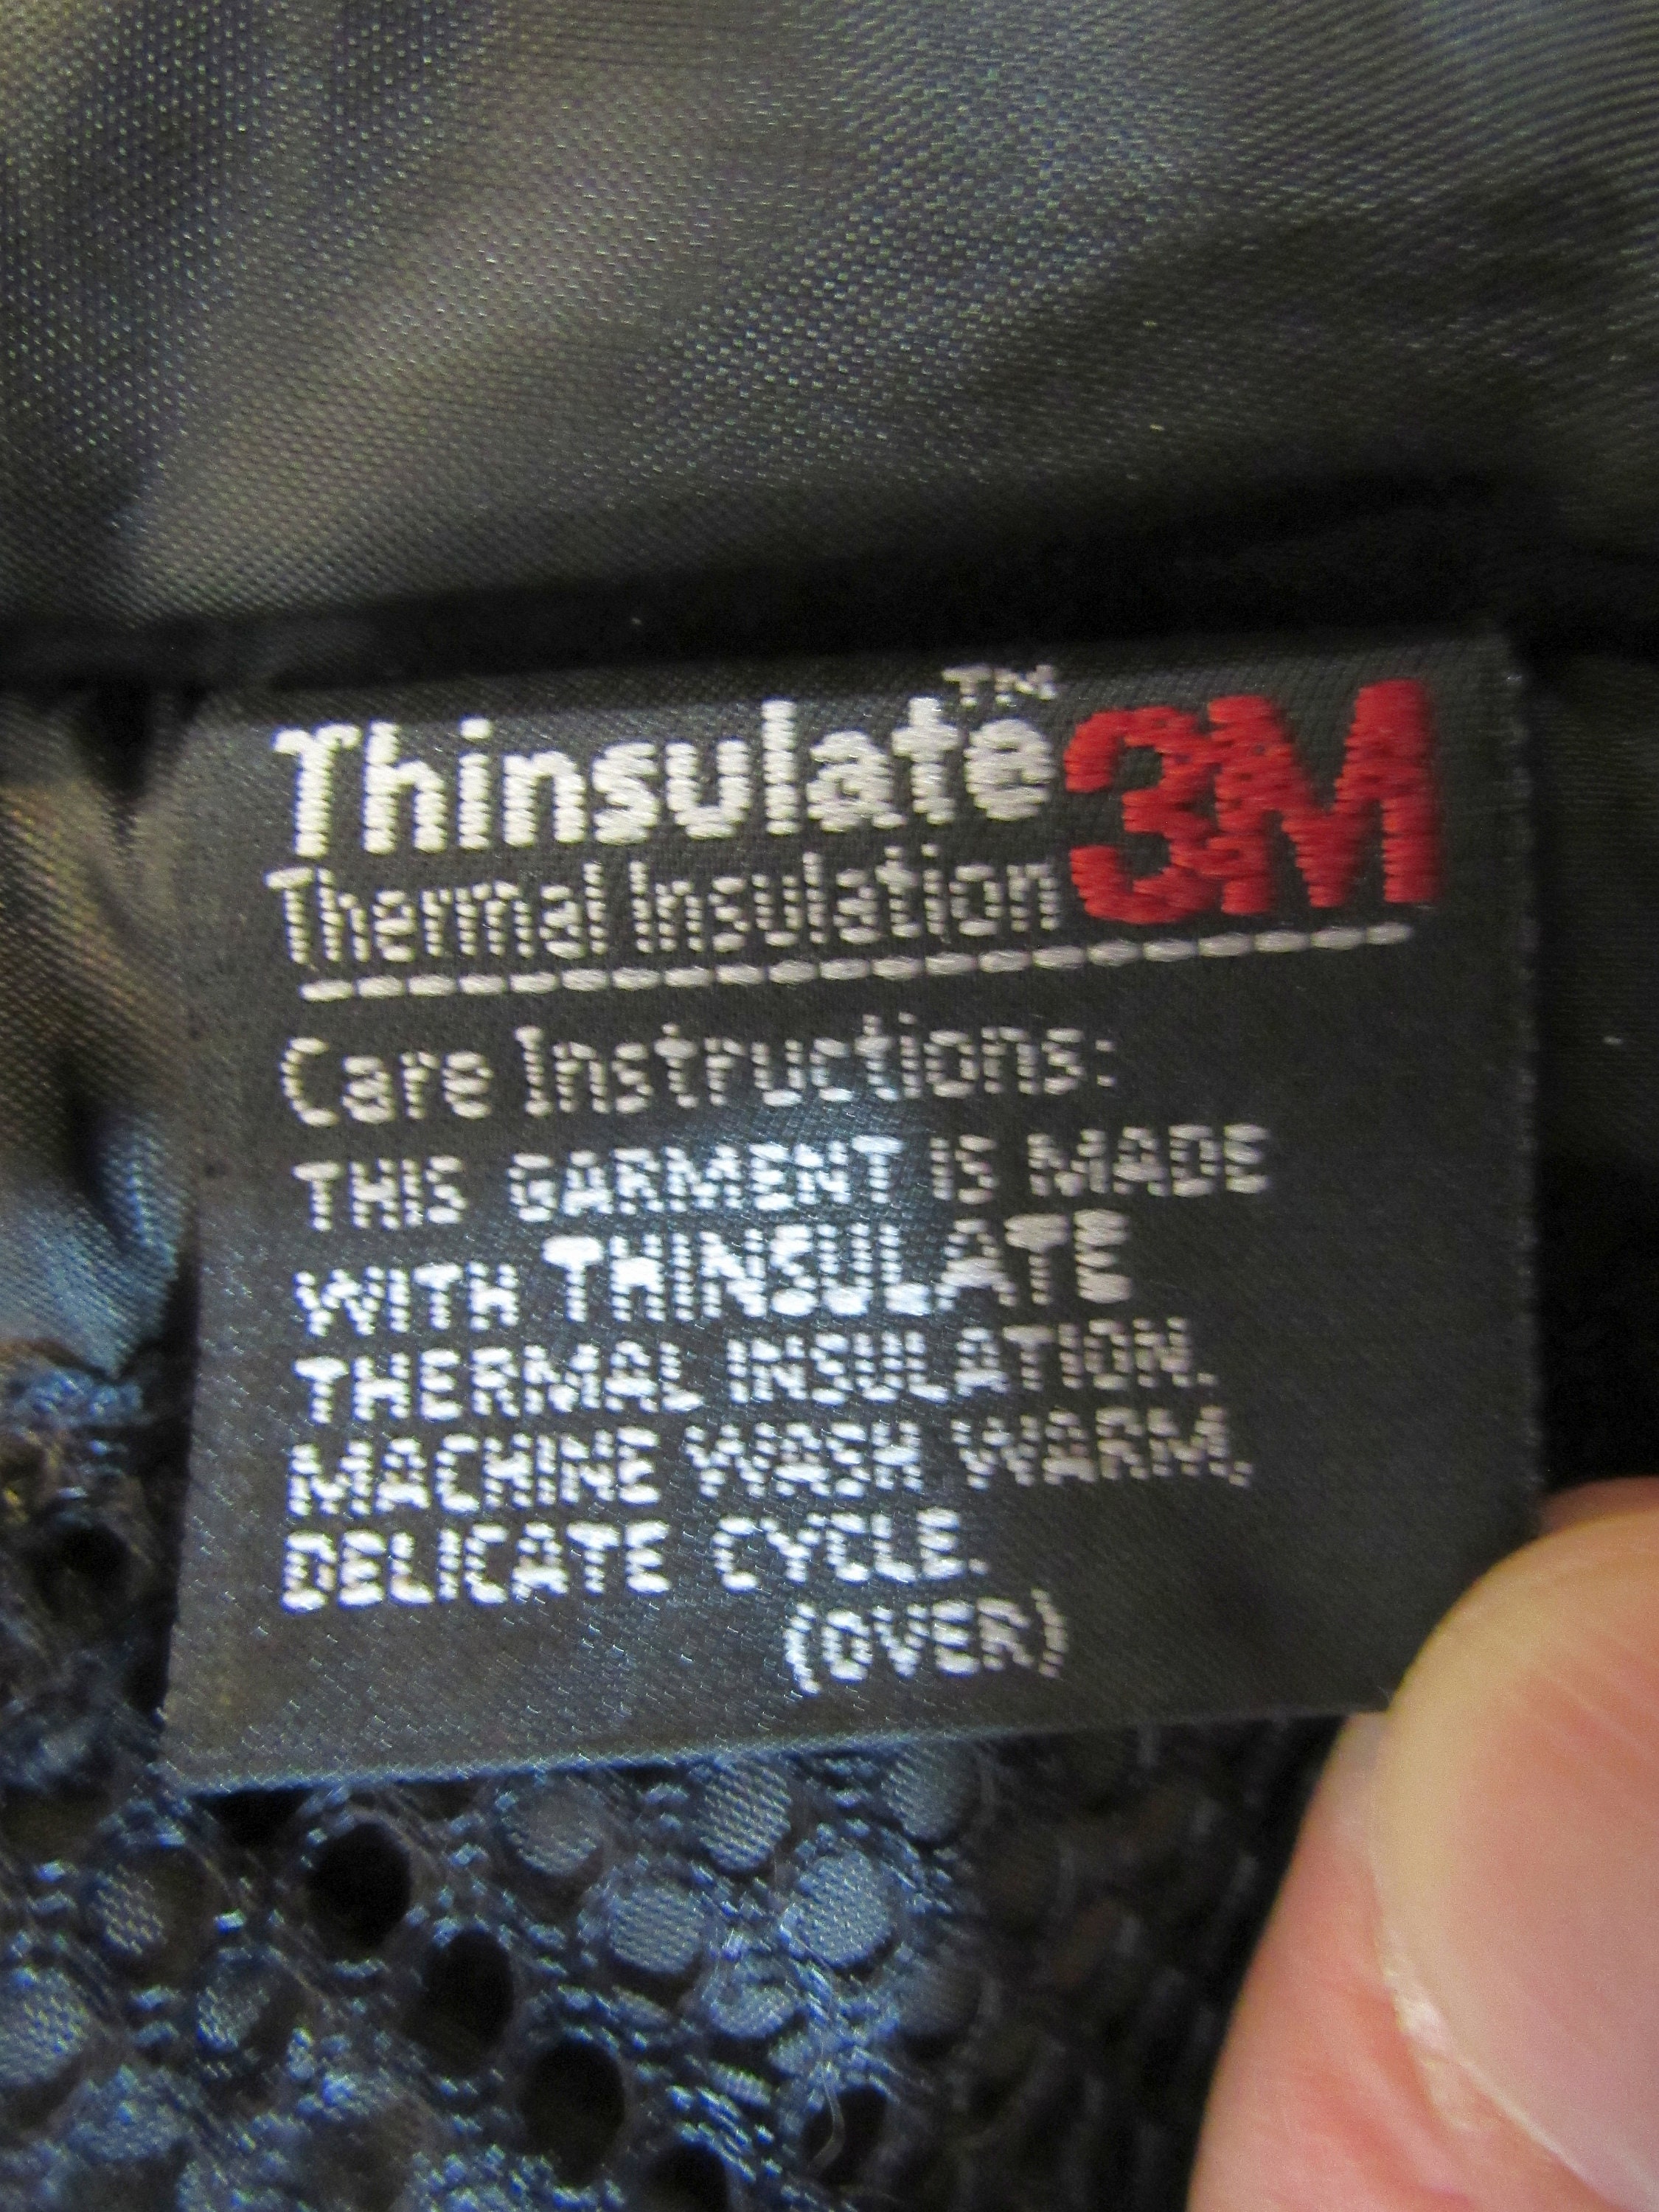 Thinsulate™ 3M
Thermal Insulation
Care Instructions:
THIS GARMENT IS MADE
WITH THINSULATE
THERMAL INSULATION.
MACHINE WASH WARM,
DELICATE CYCLE.
(OVER)